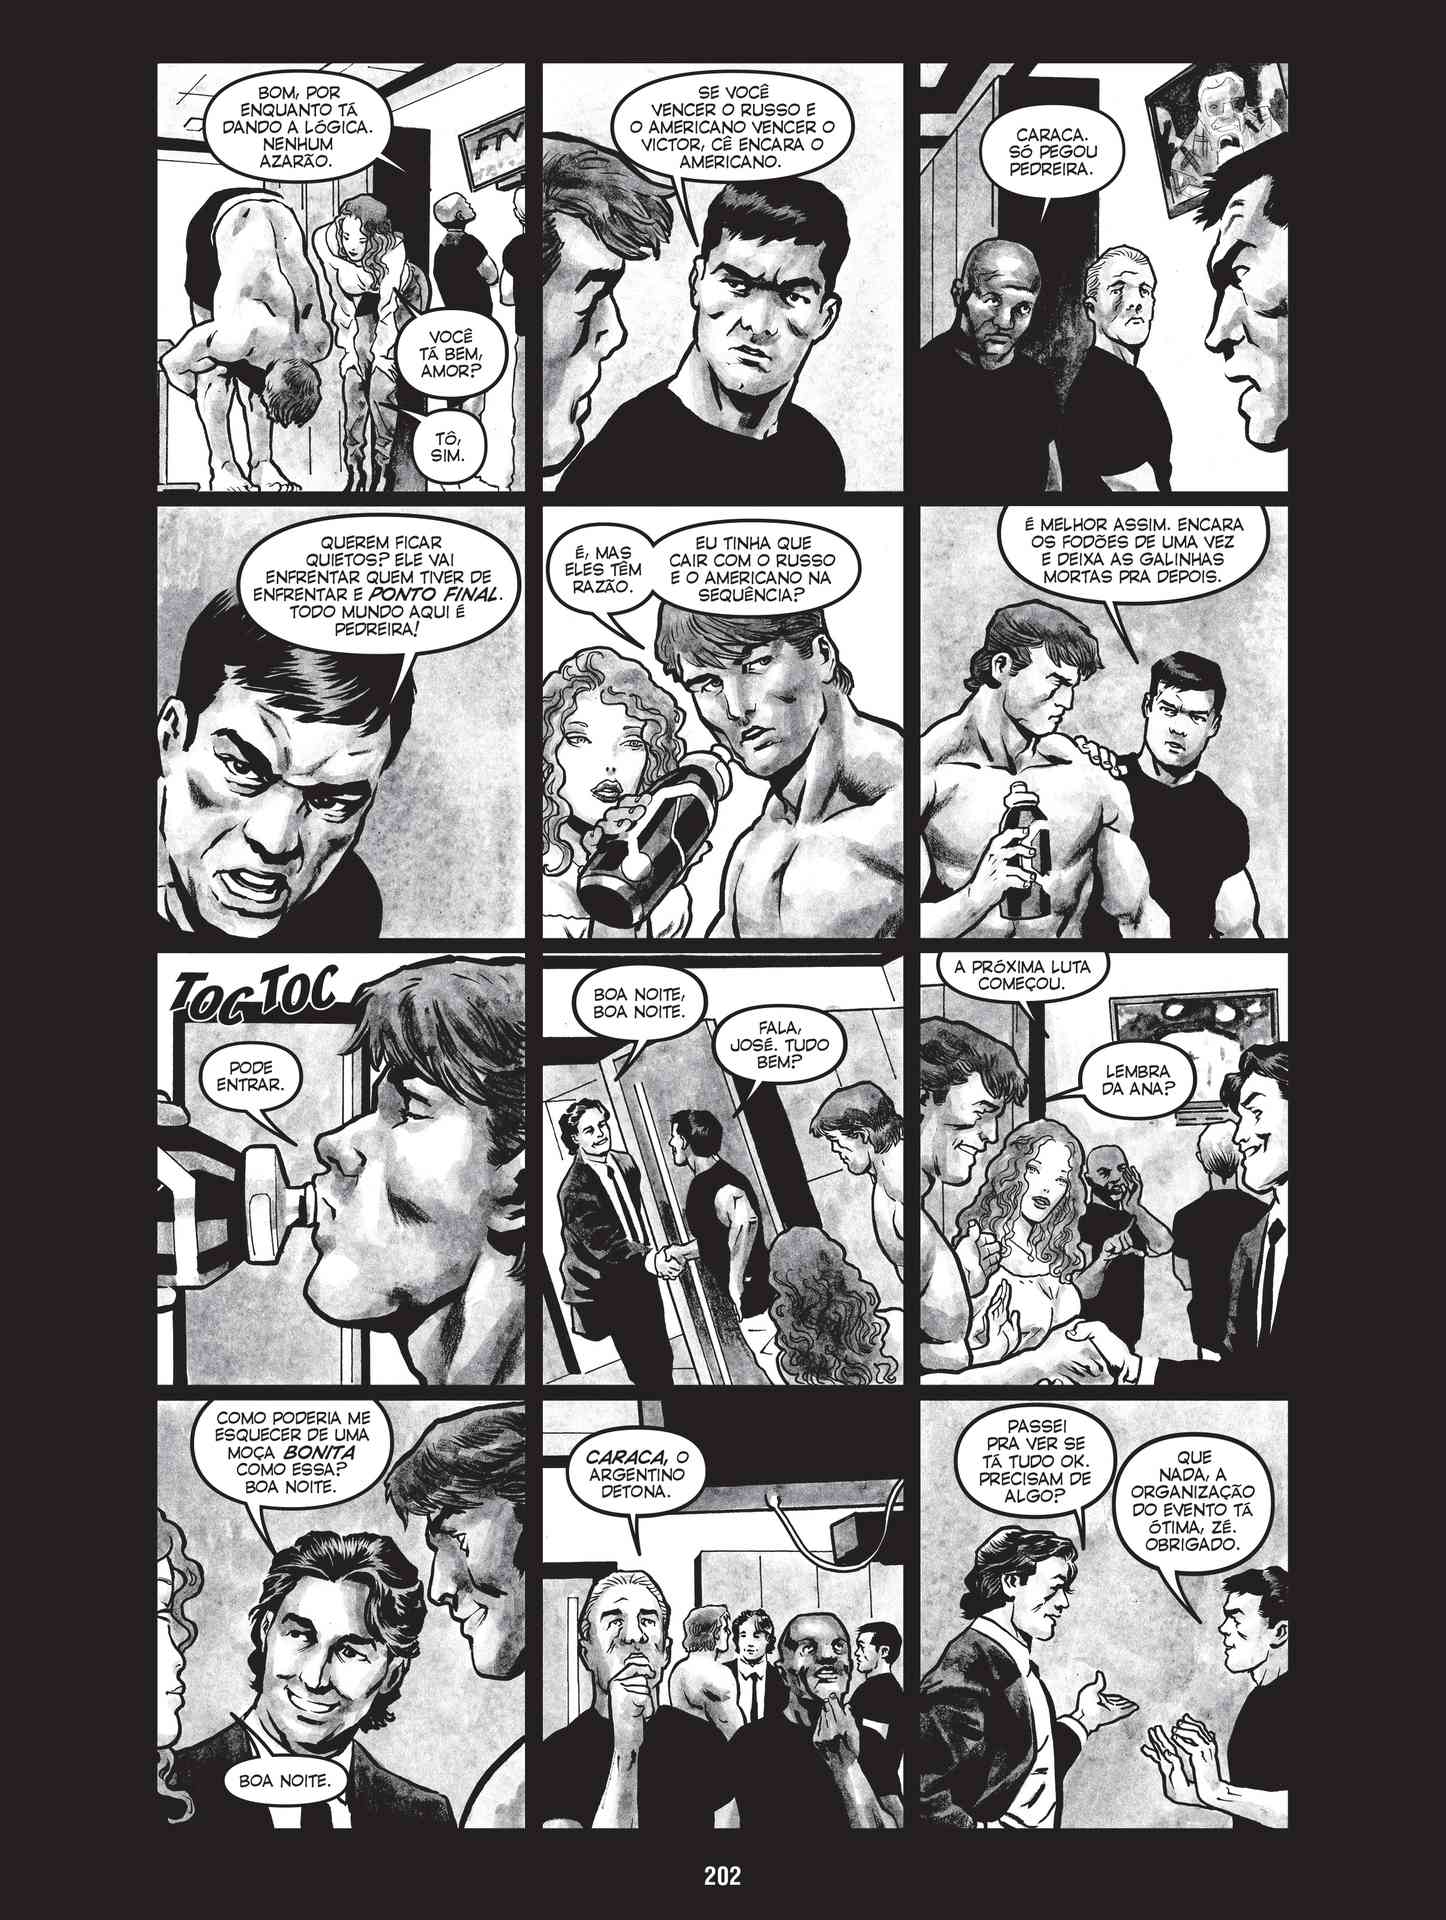 BOM, POR
ENQUANTO TÁ
DANDO A LÓGICA.
NENHUM
AZARÃO.
VOCÊ
TÁ BEM,
AMOR?
TÔ,
SIM.
SE VOCÊ
VENCER O RUSSO E
O AMERICANO VENCER O
VICTOR, CÊ ENCARA O
AMERICANO.
CARACA.
SÓ PEGOU
PEDREIRA.
QUEREM FICAR
QUIETOS? ELE VAI
ENFRENTAR QUEM TIVER DE
ENFRENTAR E PONTO FINAL.
TODO MUNDO AQUI É
PEDREIRA!
É, MAS
ELES TÊM
RAZÃO.
EU TINHA QUE
CAIR COM O RUSSO
E O AMERICANO NA
SEQUÊNCIA?
É MELHOR ASSIM. ENCARA
OS FODÕES DE UMA VEZ
E DEIXA AS GALINHAS
MORTAS PRA DEPOIS.
TOC TOC
PODE
ENTRAR.
BOA NOITE,
BOA NOITE.
FALA,
JOSÉ. TUDO
BEM?
A PRÓXIMA LUTA
COMEÇOU.
LEMBRA
DA ANA?
COMO PODERIA ME
ESQUECER DE UMA
MOÇA BONITA
COMO ESSA?
BOA NOITE.
BOA NOITE.
CARACA, O
ARGENTINO
DETONA.
PASSEI
PRA VER SE
TÁ TUDO OK.
PRECISAM DE
ALGO?
QUE
NADA, A
ORGANIZAÇÃO
DO EVENTO TÁ
ÓTIMA, ZÉ.
OBRIGADO.
202